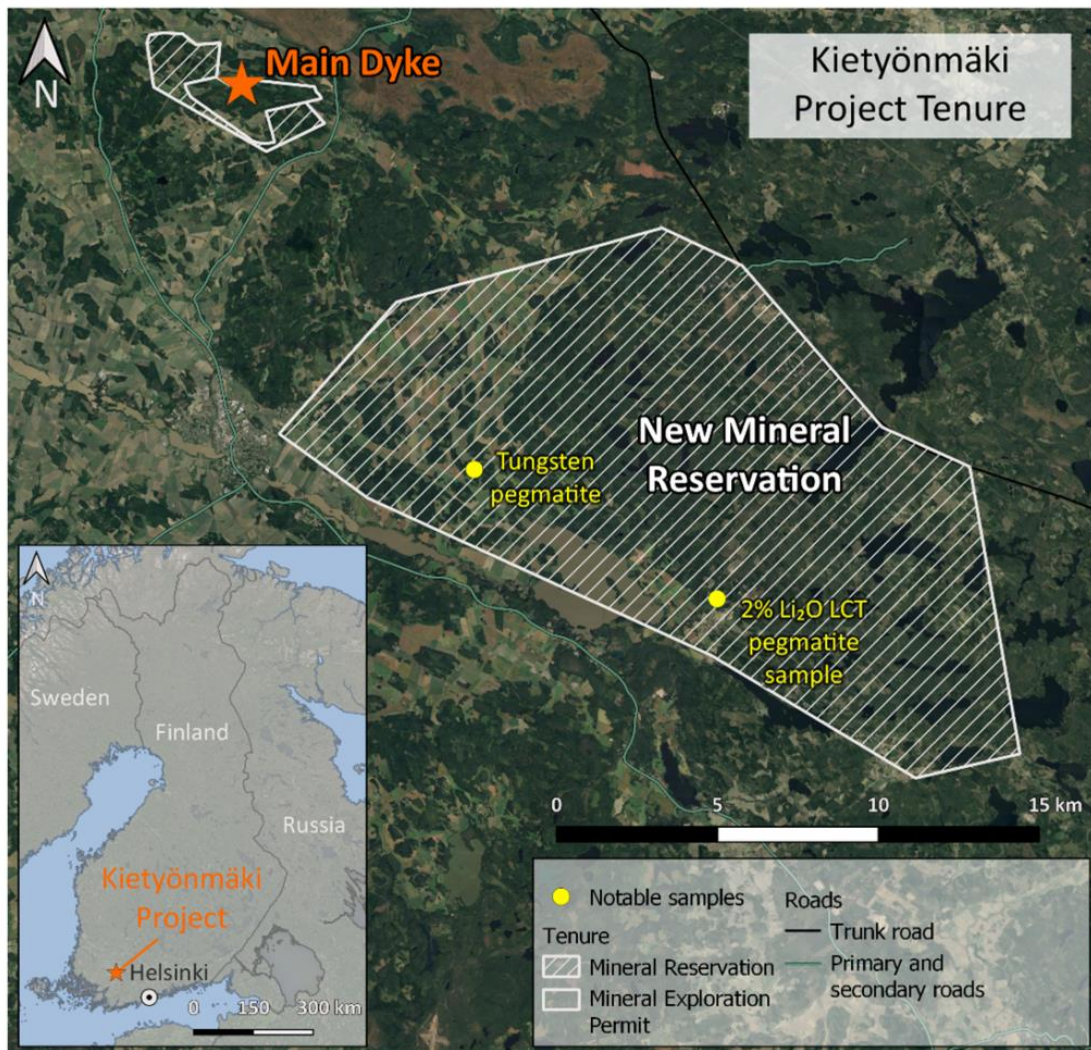 N
Main Dyke
Kietyönmäki
Project Tenure
New Mineral
Reservation
Tungsten
pegmatite
2% Li₂O LCT
pegmatite
sample
N
Sweden
Finland
Russia
Kietyönmäki
Project
Helsinki
0 150 300 km
0 5 10 15 km
Notable samples
Tenure
Mineral Reservation
Mineral Exploration
Permit
Roads
Trunk road
Primary and
secondary roads